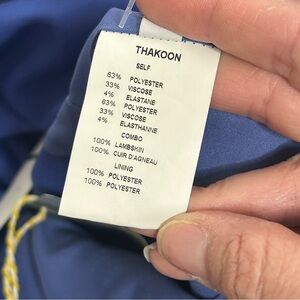 THAKOON
SELF
63% POLYESTER
33% VISCOSE
4% ELASTANE
63% POLYESTER
33% VISCOSE
4% ELASTHANNE
COMBO
100% LAMBSKIN
100% CUIR D'AGNEAU
LINING
100% POLYESTER
100% POLYESTER